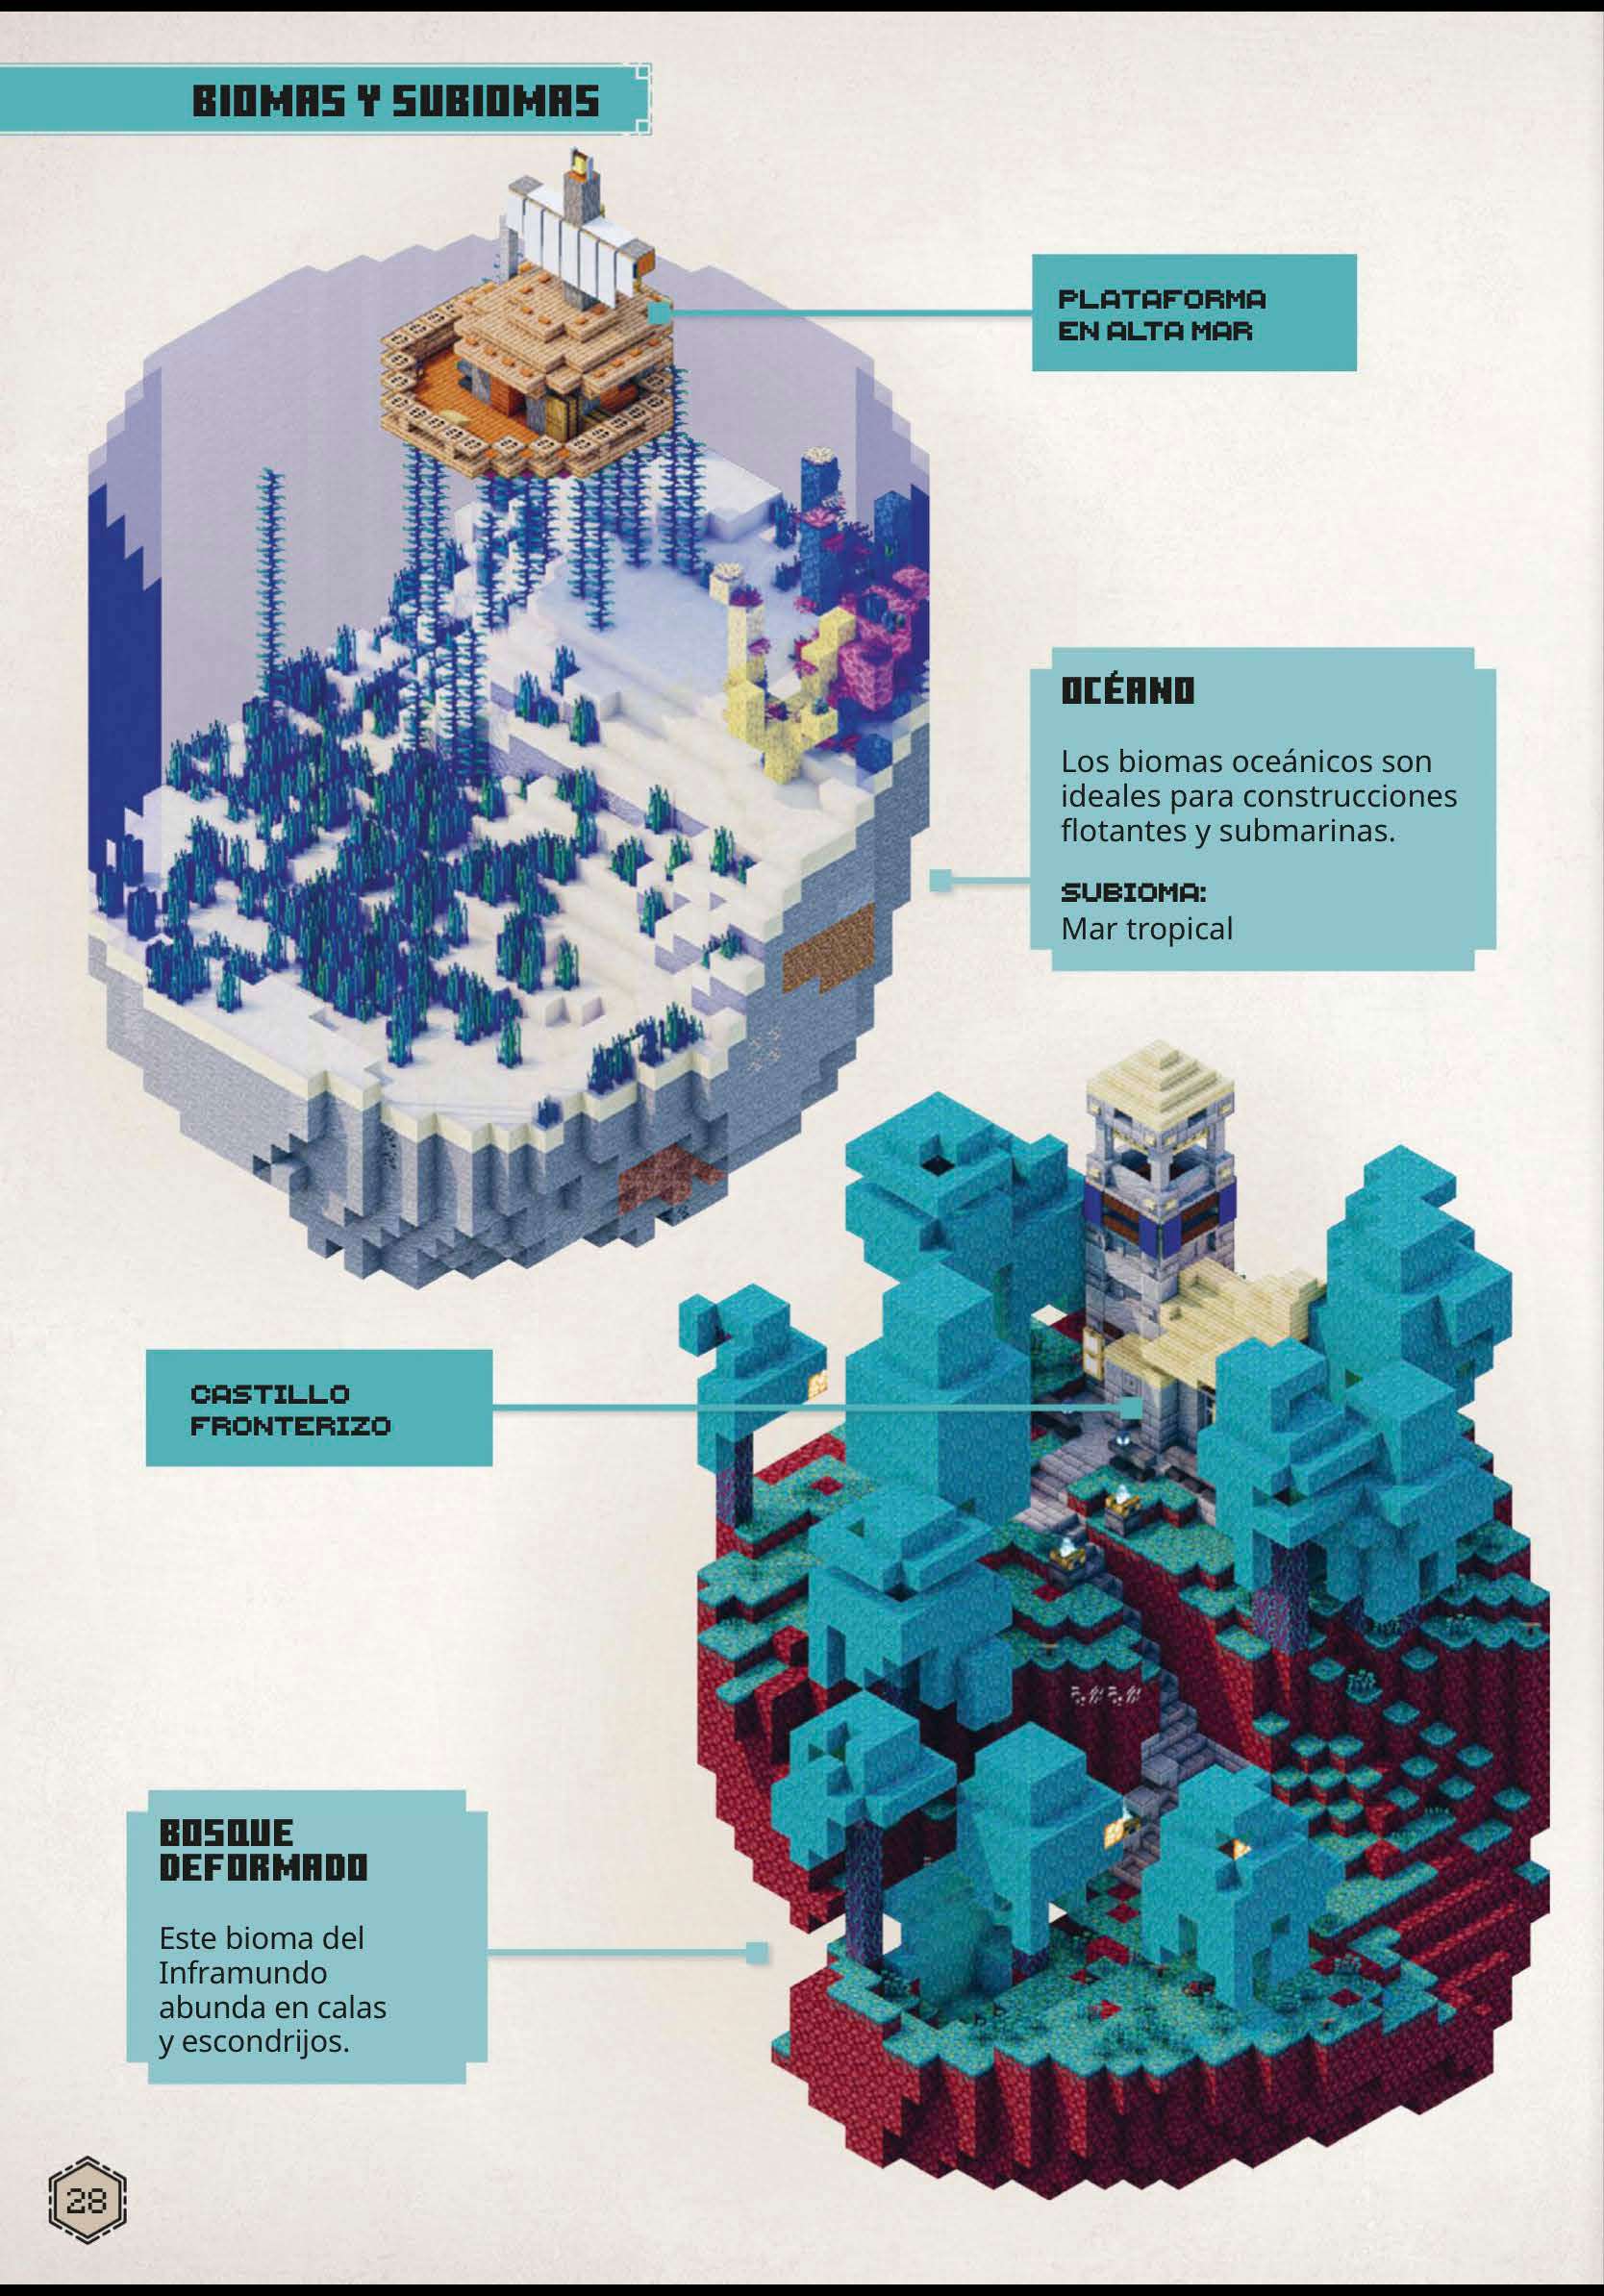 BIOMAS Y SUBIOMAS
PLATAFORMA
EN ALTA MAR
OCÉANO
Los biomas oceánicos son
ideales para construcciones
flotantes y submarinas.
SUBIOMA:
Mar tropical
CASTILLO
FRONTERIZO
BOSQUE
DEFORMADO
Este bioma del
Inframundo
abunda en calas
y escondrijos.
28